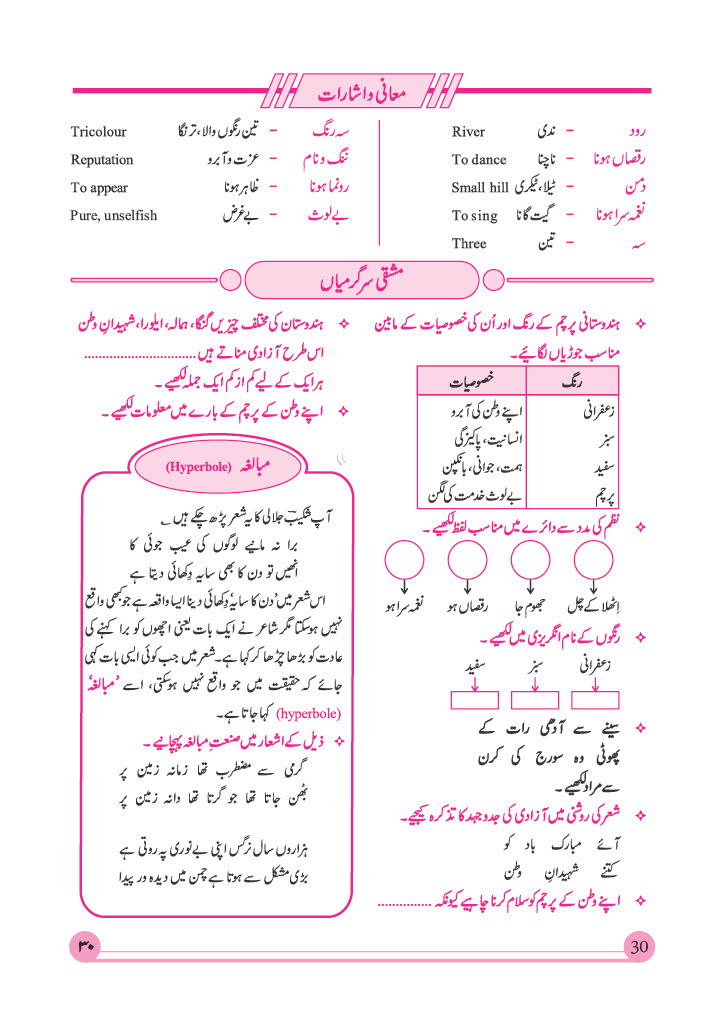 معانی و اشارات
رود – ندی River
رقصاں ہونا – ناچنا To dance
دمن – ٹیلا، ٹیکری Small hill
نغمہ سرا ہونا – گیت گانا To sing
سہ – تین Three
سہ رنگ – تین رنگوں والا، ترنگا Tricolour
ننگ و نام – عزت و آبرو Reputation
رونما ہونا – ظاہر ہونا To appear
بے لوث – بے غرض Pure, unselfish
مشقی سرگرمیاں
✧ ہندوستانی پرچم کے رنگ اور اُن کی خصوصیات کے مابین
مناسب جوڑیاں لگائیے۔
رنگ خصوصیات
زعفرانی اپنے وطن کی آبرو
سبز انسانیت، پاکیزگی
سفید ہمت، جوانی، بانکپن
پرچم بے لوث خدمت کی لگن
✧ نظم کی مدد سے دائرے میں مناسب لفظ لکھیے۔
اِٹھلا کے چل جھوم جا رقصاں ہو نغمہ سرا ہو
✧ رنگوں کے نام انگریزی میں لکھیے۔
زعفرانی سبز سفید
✧ سینے سے آدھی رات کے
پھوٹی وہ سورج کی کرن
سے مراد لکھیے۔
✧ شعر کی روشنی میں آزادی کی جدوجہد کا تذکرہ کیجیے۔
آئے مبارک باد کو
کتنے شہیدانِ وطن
✧ اپنے وطن کے پرچم کو سلام کرنا چاہیے کیونکہ ...............
✧ ہندوستان کی مختلف چیزیں گنگا، ہمالہ، ایلورا، شہیدانِ وطن
اس طرح آزادی مناتے ہیں ...............................
ہر ایک کے لیے کم از کم ایک جملہ لکھیے۔
✧ اپنے وطن کے پرچم کے بارے میں معلومات لکھیے۔
مبالغہ (Hyperbole)
آپ شکیبؔ جلالی کا یہ شعر پڑھ چکے ہیں ؎
برا نہ مانیے لوگوں کی عیب جوئی کا
انھیں تو دن کا بھی سایہ دِکھائی دیتا ہے
اس شعر میں 'دن کا سایہ' دِکھائی دینا ایسا واقعہ ہے جو کبھی واقع
نہیں ہوسکتا مگر شاعر نے ایک بات یعنی اچھوں کو برا کہنے کی
عادت کو بڑھا چڑھا کر کہا ہے۔ شعر میں جب کوئی ایسی بات کہی
جائے کہ حقیقت میں جو واقع نہیں ہوسکتی، اسے 'مبالغہ'
(hyperbole) کہا جاتا ہے۔
✧ ذیل کے اشعار میں صنعتِ مبالغہ پہچانیے۔
گرمی سے مضطرب تھا زمانہ زمین پر
بُھن جاتا تھا جو گرتا تھا دانہ زمین پر
ہزاروں سال نرگس اپنی بے نوری پہ روتی ہے
بڑی مشکل سے ہوتا ہے چمن میں دیدہ ور پیدا
30
۳۰